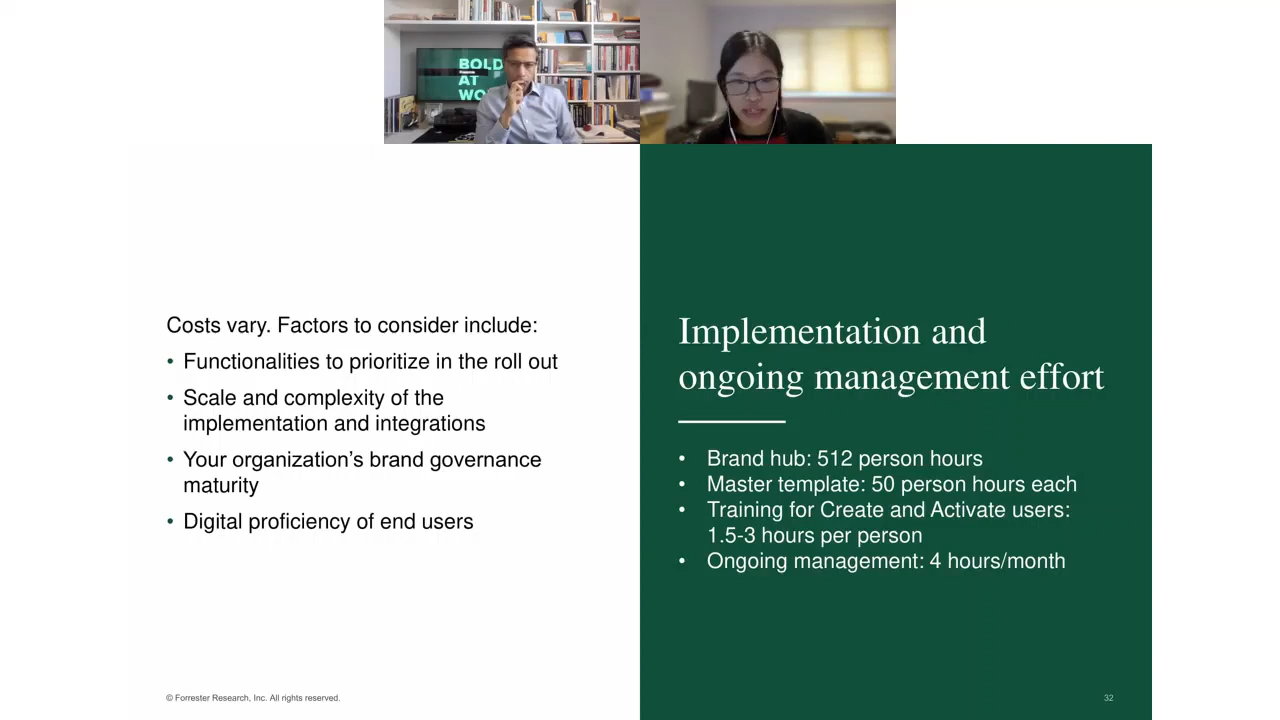 BOLD
AT
WO
Costs vary. Factors to consider include:
• Functionalities to prioritize in the roll out
• Scale and complexity of the
implementation and integrations
• Your organization’s brand governance
maturity
• Digital proficiency of end users
© Forrester Research, Inc. All rights reserved.
Implementation and
ongoing management effort
• Brand hub: 512 person hours
• Master template: 50 person hours each
• Training for Create and Activate users:
1.5-3 hours per person
• Ongoing management: 4 hours/month
32